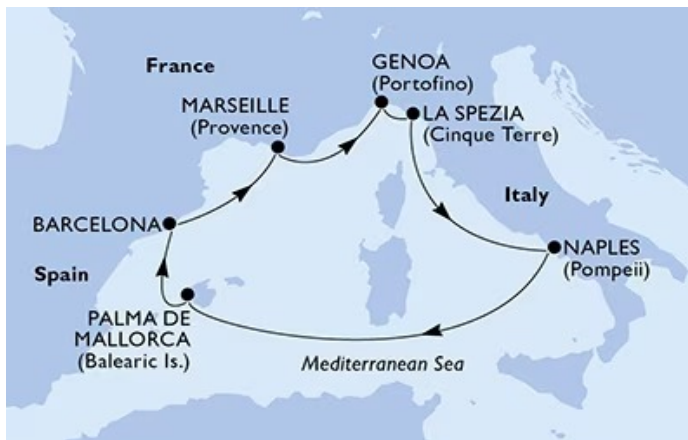 France
GENOA
(Portofino)
MARSEILLE
(Provence)
LA SPEZIA
(Cinque Terre)
Italy
BARCELONA
NAPLES
(Pompeii)
Spain
PALMA DE
MALLORCA
(Balearic Is.)
Mediterranean Sea